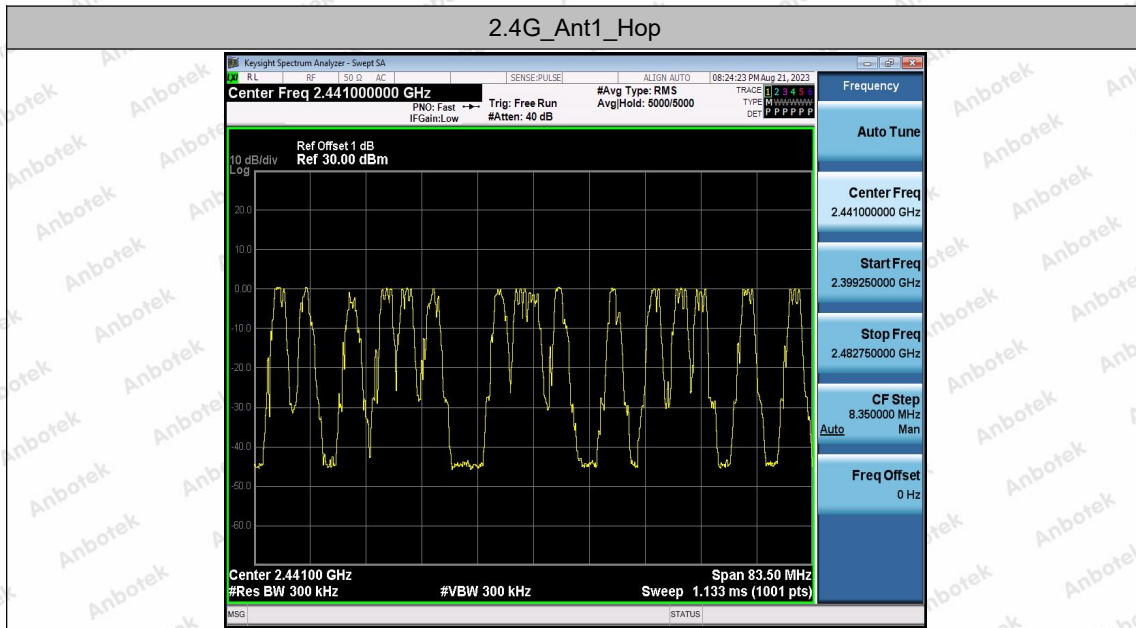 2.4G_Ant1_Hop
Keysight Spectrum Analyzer - Swept SA
RL RF 50 Ω AC SENSE:PULSE ALIGN AUTO 08:24:23 PM Aug 21, 2023
Center Freq 2.441000000 GHz
PNO: Fast
IFGain:Low
Trig: Free Run
#Atten: 40 dB
#Avg Type: RMS
Avg|Hold: 5000/5000
TRACE 1 2 3 4 5 6
TYPE M WWWWW
DET P P P P P P
Ref Offset 1 dB
10 dB/div Ref 30.00 dBm
Log
20.0
10.0
0.00
-10.0
-20.0
-30.0
-40.0
-50.0
-60.0
Center 2.44100 GHz Span 83.50 MHz
#Res BW 300 kHz #VBW 300 kHz Sweep 1.133 ms (1001 pts)
MSG STATUS
Frequency
Auto Tune
Center Freq
2.441000000 GHz
Start Freq
2.399250000 GHz
Stop Freq
2.482750000 GHz
CF Step
8.350000 MHz
Auto Man
Freq Offset
0 Hz
Anbotek